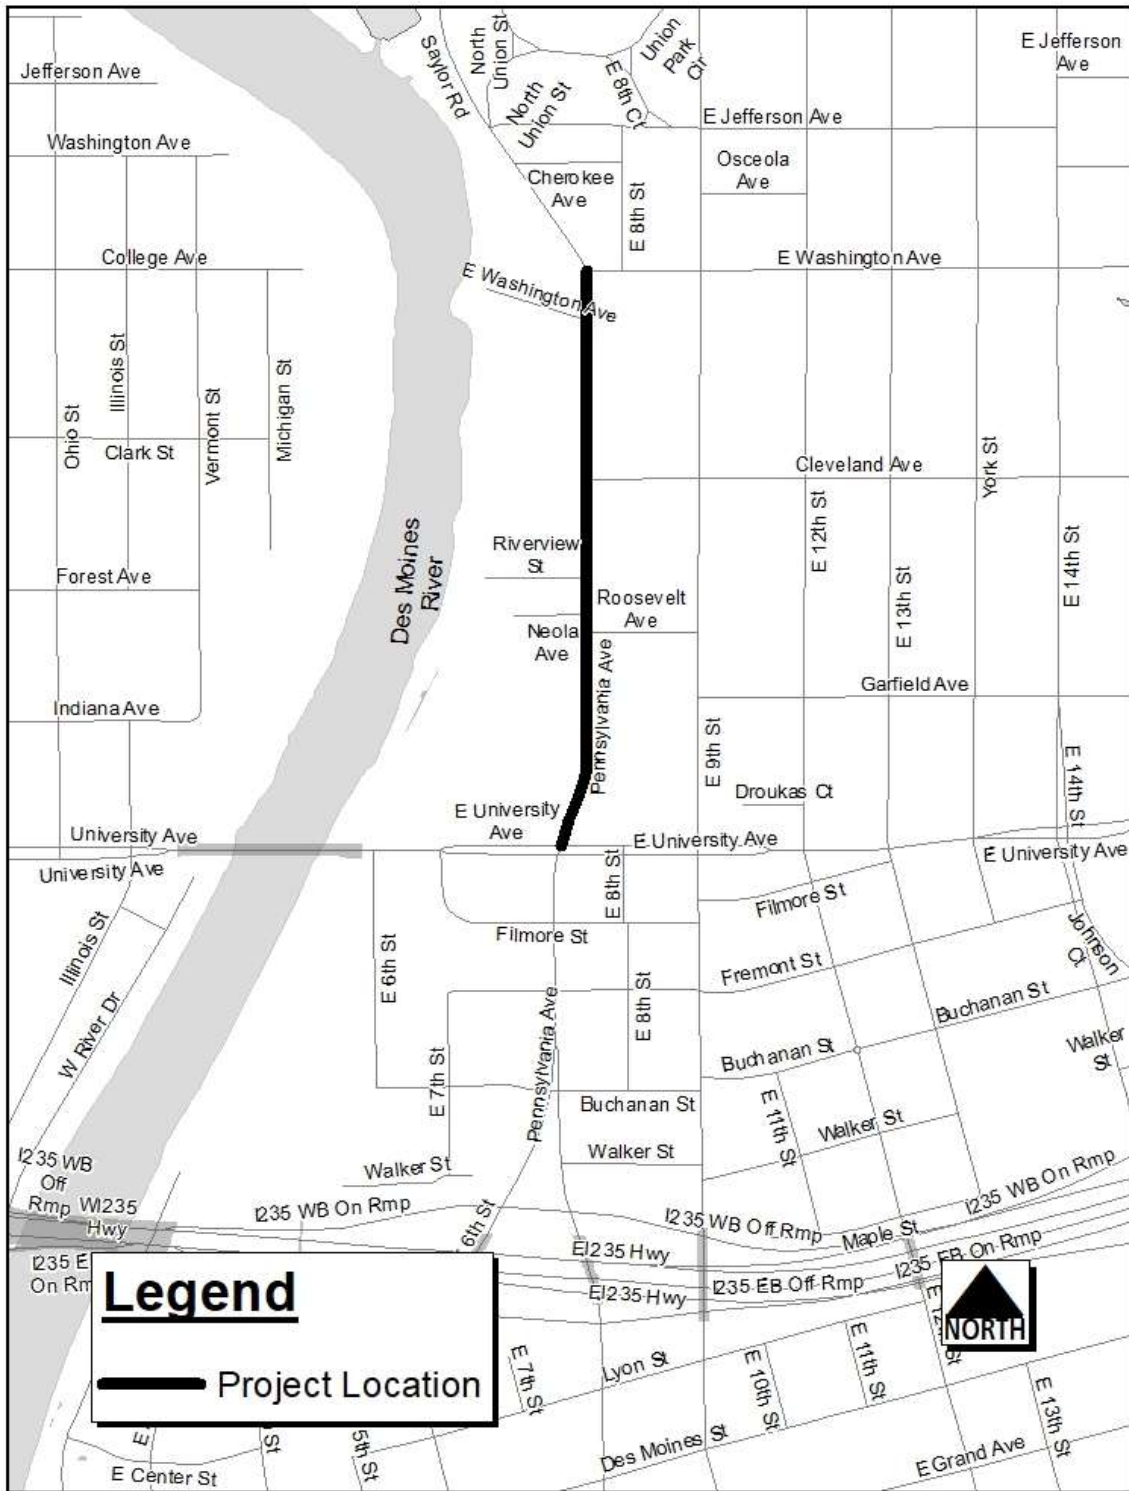 Saylor Rd
North
Union St
Union
Park
Cir
E Jefferson
Ave
Jefferson Ave
E 8th Ct
North
Union St
E Jefferson Ave
Washington Ave
Cherokee
Ave
Osceola
Ave
E 8th St
College Ave
E Washington Ave
E Washington Ave
Illinois St
Michigan St
Vermont St
Ohio St
Clark St
Cleveland Ave
York St
E 12th St
E 14th St
Des Moines
River
Riverview
St
Forest Ave
E 13th St
Roosevelt
Ave
Neola
Ave
Pennsylvania Ave
Garfield Ave
Indiana Ave
E 9th St
E 14th St
Droukas Ct
E University
Ave
University Ave
E University Ave
E University Ave
University Ave
E 8th St
Filmore St
Filmore St
Illinois St
Johnson
Ct
E 6th St
Fremont St
E 8th St
Buchanan St
W River Dr
Pennsylvania Ave
Buchanan St
Walker
St
E 7th St
Buchanan St
E 11th St
Walker St
Walker St
Walker St
I235 WB
Off
Rmp
WI235
Hwy
I235 WB On Rmp
6th St
I235 WB Off Rmp
Maple St
I235 WB On Rmp
EI235 Hwy
I235 EB On Rmp
I235 E
On Rm
EI235 Hwy
I235 EB Off Rmp
Legend
Project Location
NORTH
E 7th St
Lyon St
E 10th St
E 11th St
E 13th St
5th St
Des Moines St
E Grand Ave
E Center St